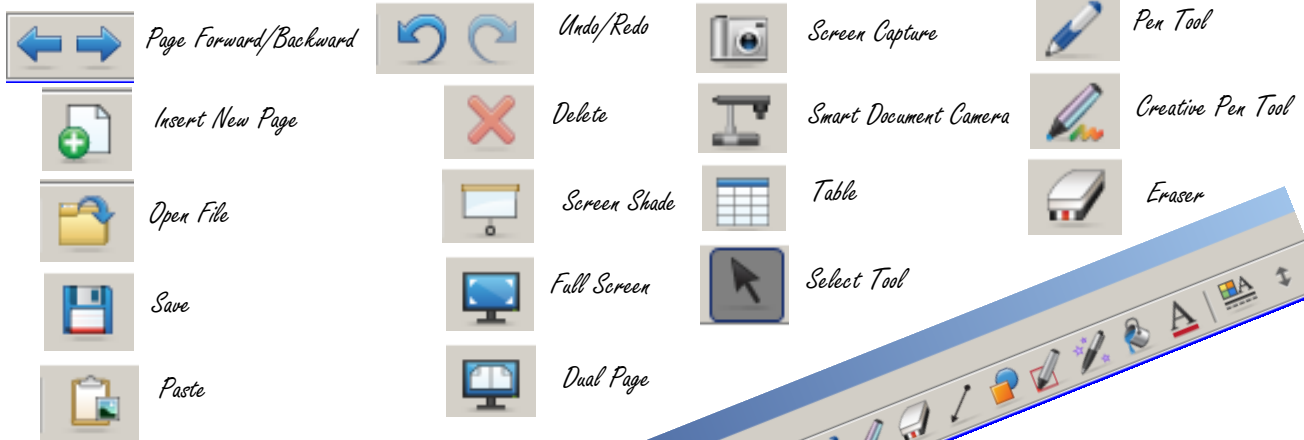 Page Forward/Backward
Insert New Page
Open File
Save
Paste
Undo/Redo
Delete
Screen Shade
Full Screen
Dual Page
Screen Capture
Smart Document Camera
Table
Select Tool
Pen Tool
Creative Pen Tool
Eraser
A
A